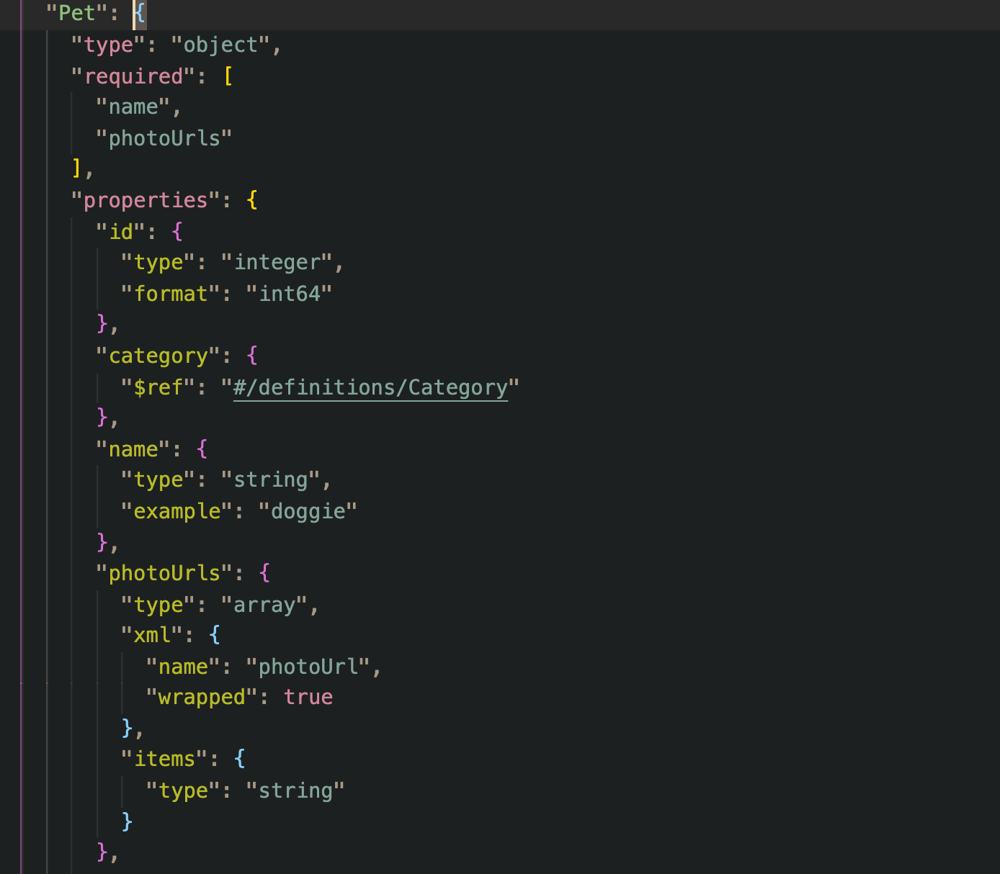 "Pet": {
"type": "object",
"required": [
"name",
"photoUrls"
],
"properties": {
"id": {
"type": "integer",
"format": "int64"
},
"category": {
"$ref": "#/definitions/Category"
},
"name": {
"type": "string",
"example": "doggie"
},
"photoUrls": {
"type": "array",
"xml": {
"name": "photoUrl",
"wrapped": true
},
"items": {
"type": "string"
}
},